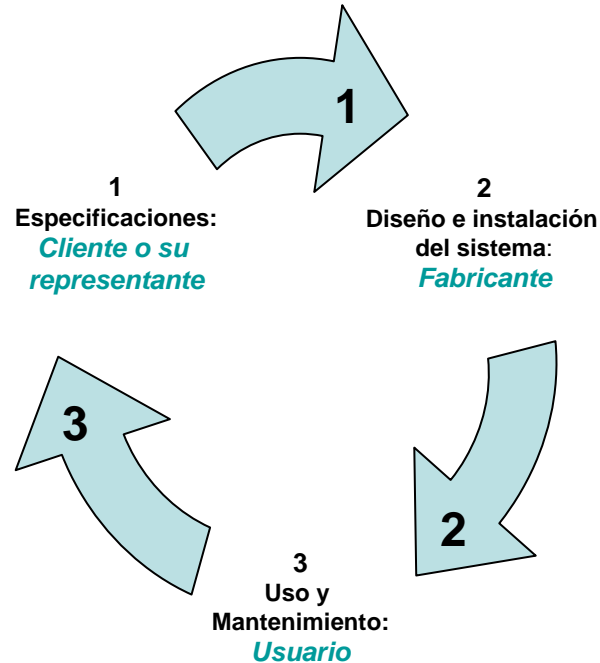 1
1
Especificaciones:
Cliente o su
representante
2
Diseño e instalación
del sistema:
Fabricante
3
2
3
Uso y
Mantenimiento:
Usuario